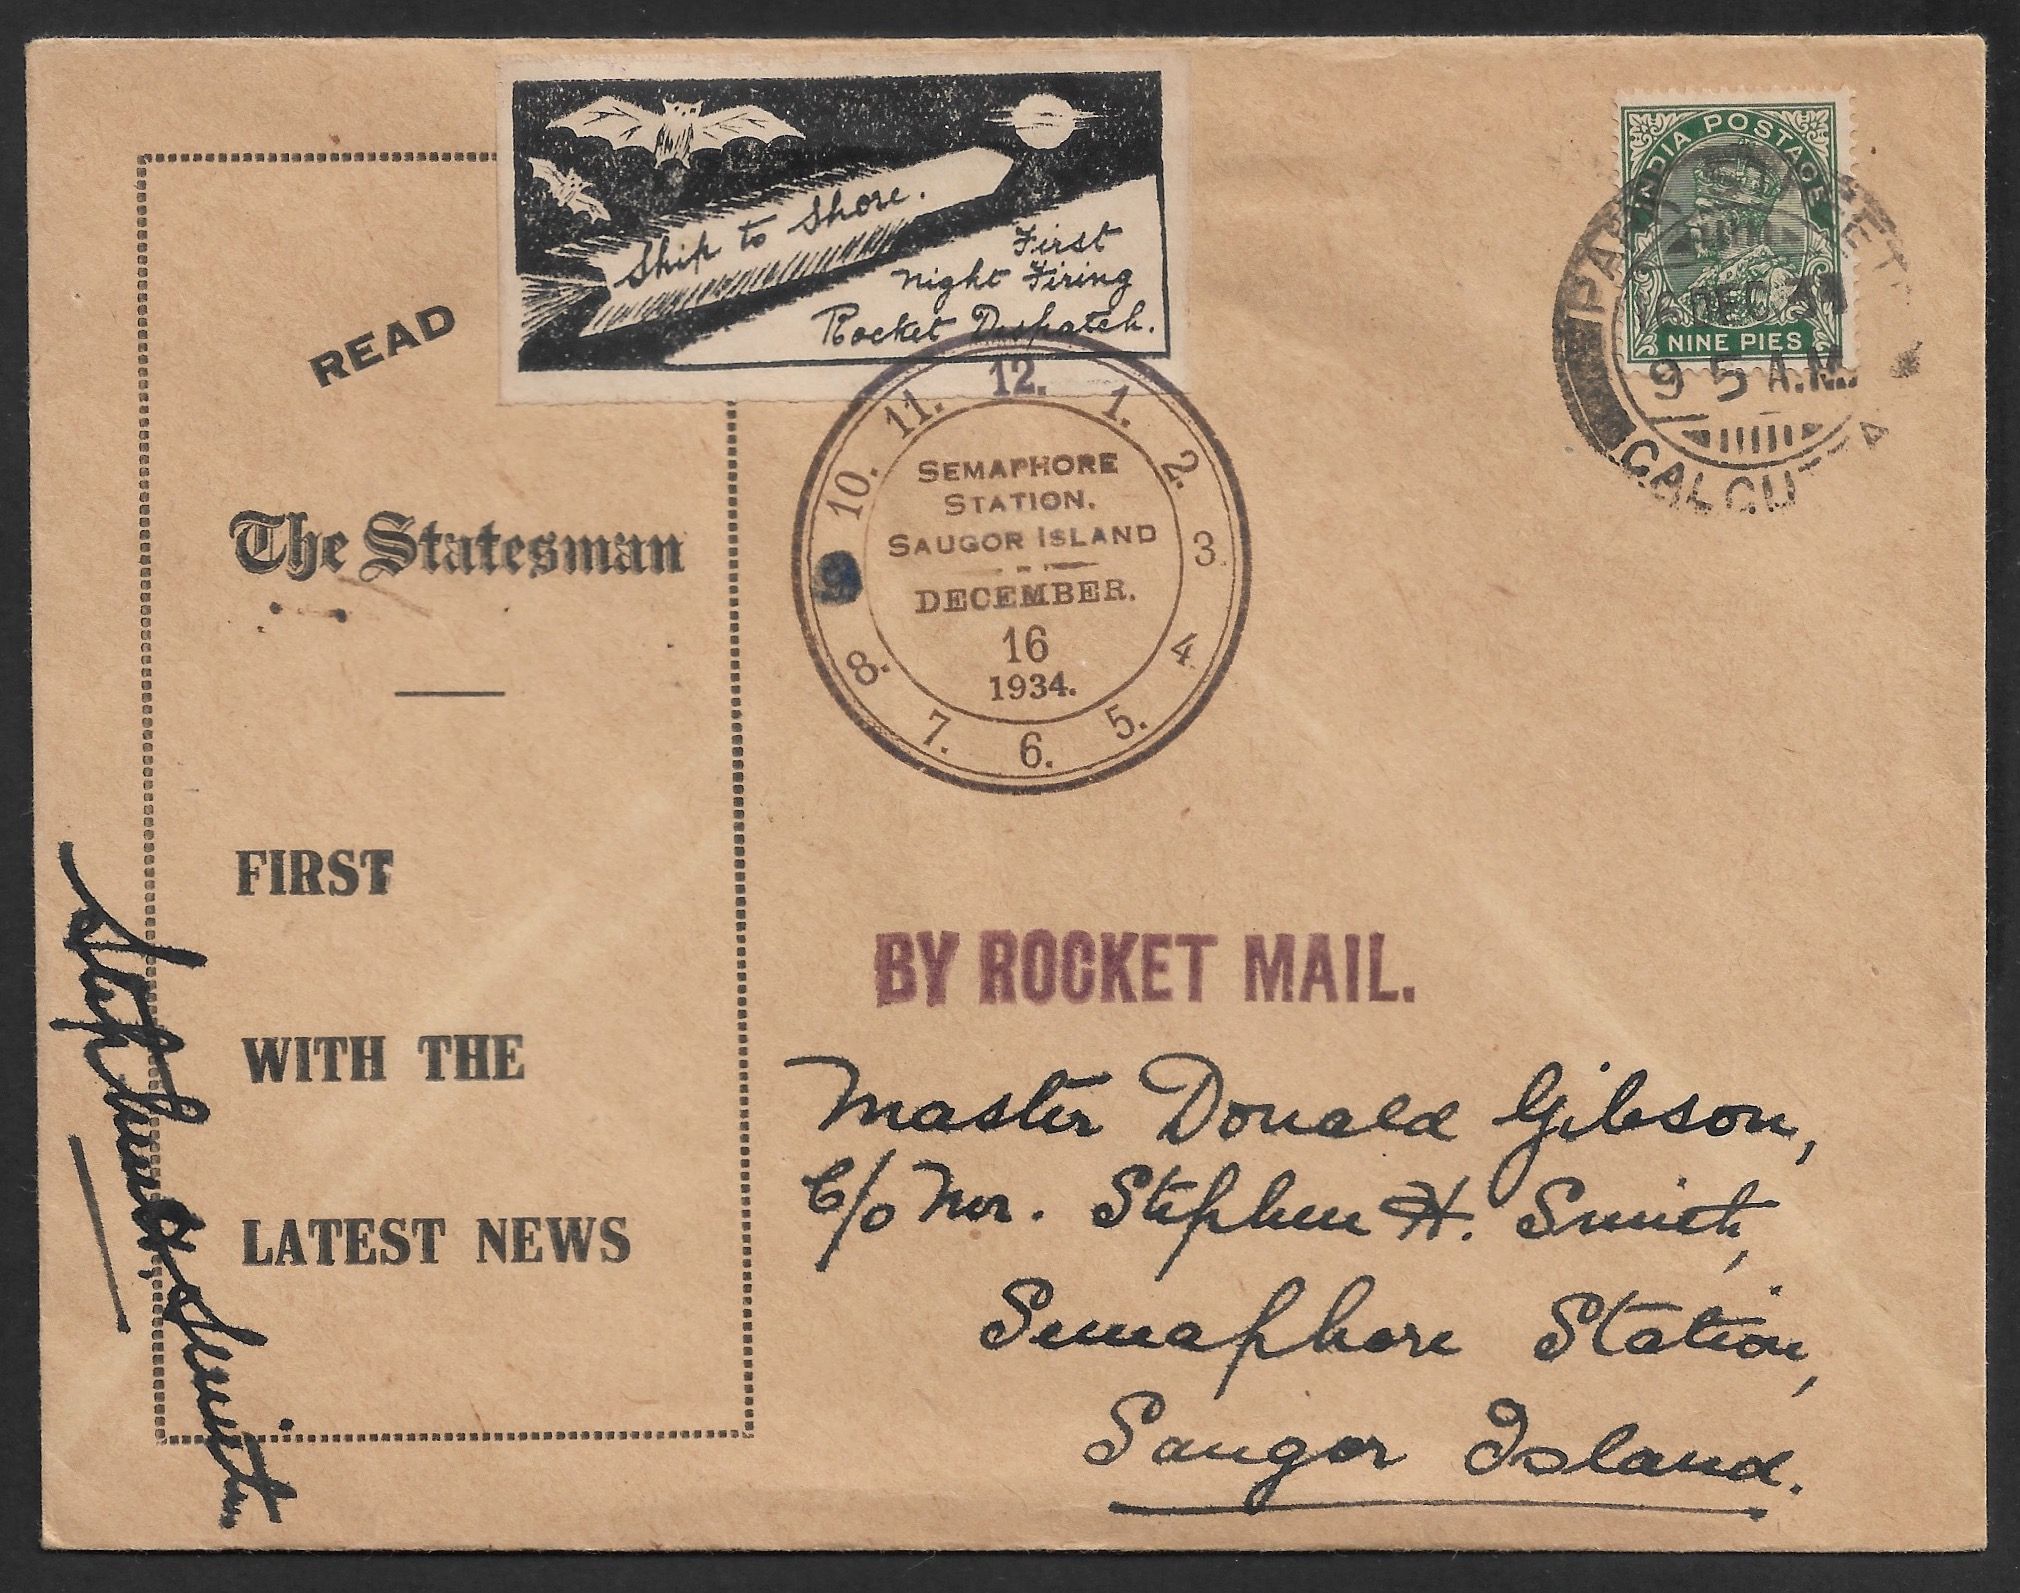 Ship to Shore.
First
Night Firing
Rocket Dispatch.
INDIA POSTAGE
NINE PIES
DEC
9 5 A.M.
CALCUTTA
READ
The Statesman
FIRST
WITH THE
LATEST NEWS
12.
1.
2.
3.
4.
5.
6.
7.
8.
9
10.
11.
SEMAPHORE
STATION.
SAUGOR ISLAND
DECEMBER.
16
1934.
BY ROCKET MAIL.
Master Donald Gibson,
C/o Mr. Stephen H. Smith,
Semaphore Station,
Saugor Island.
Stephen H. Smith